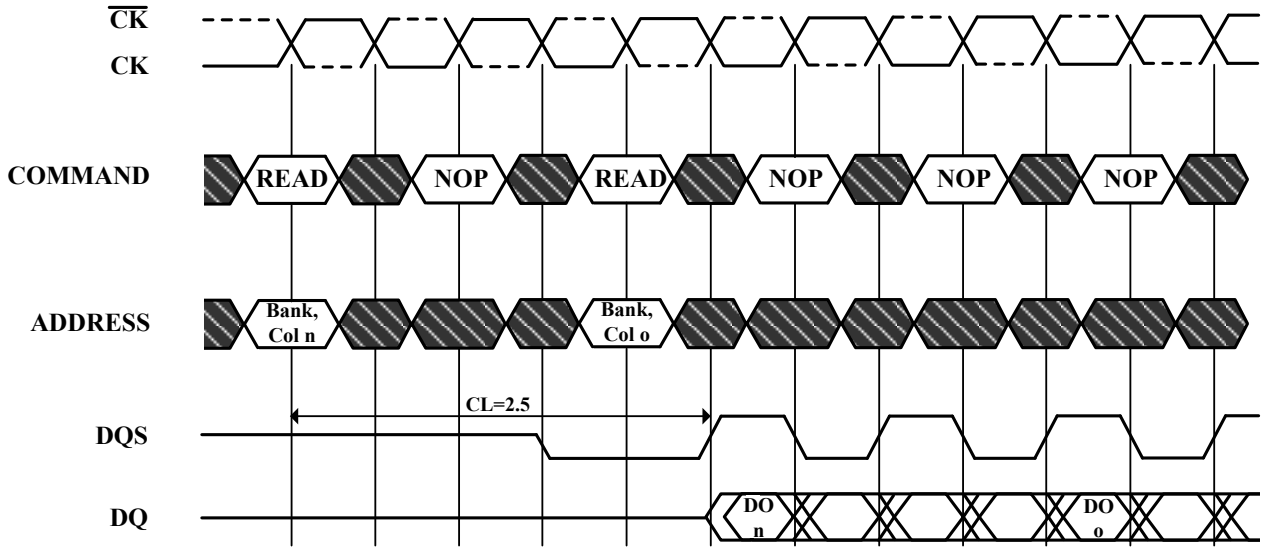 C̅K̅
CK
COMMAND
READ
NOP
READ
NOP
NOP
NOP
ADDRESS
Bank,
Col n
Bank,
Col o
CL=2.5
DQS
DQ
DO
n
DO
o